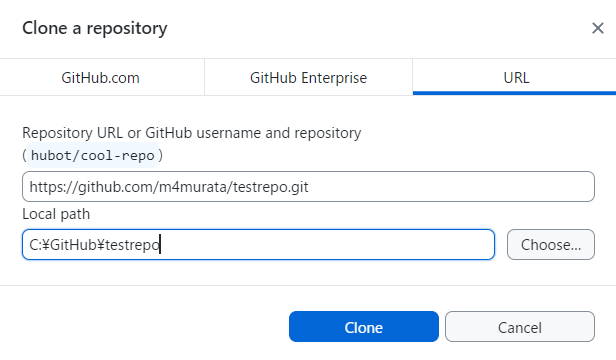 Clone a repository
GitHub.com
GitHub Enterprise
URL
Repository URL or GitHub username and repository
(hubot/cool-repo)
https://github.com/m4murata/testrepo.git
Local path
C:¥GitHub¥testrepo
Choose...
Clone
Cancel